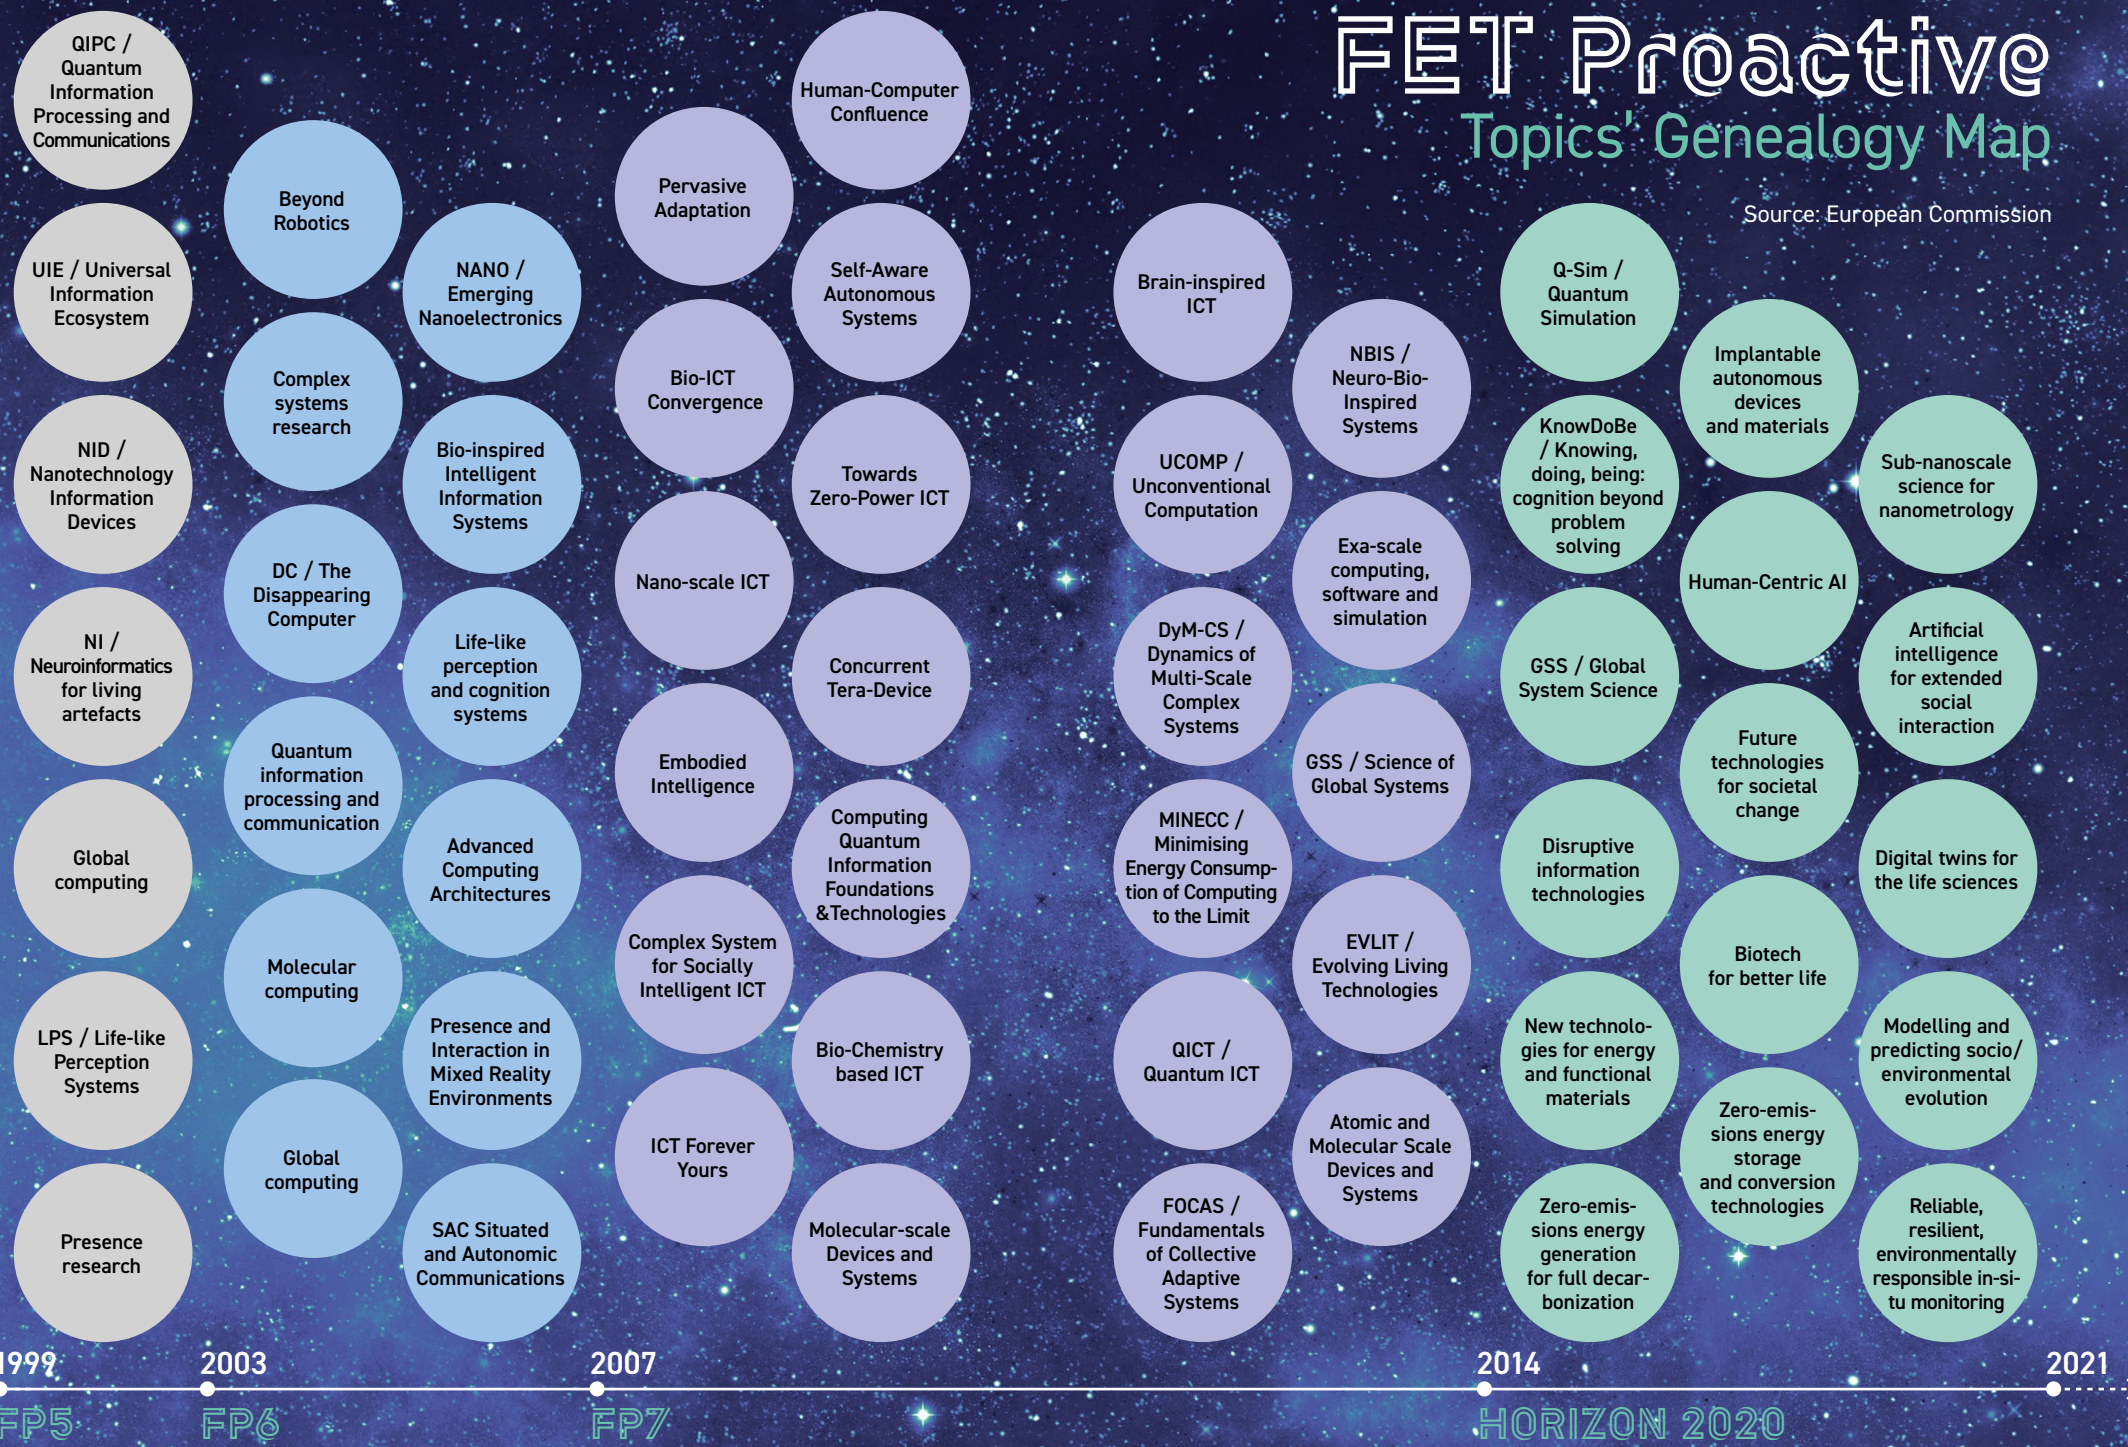 FET Proactive
Topics' Genealogy Map
Source: European Commission
QIPC /
Quantum
Information
Processing and
Communications
UIE / Universal
Information
Ecosystem
NID /
Nanotechnology
Information
Devices
NI /
Neuroinformatics
for living
artefacts
Global
computing
LPS / Life-like
Perception
Systems
Presence
research
Beyond
Robotics
Complex
systems
research
DC / The
Disappearing
Computer
Quantum
information
processing and
communication
Molecular
computing
Global
computing
NANO /
Emerging
Nanoelectronics
Bio-inspired
Intelligent
Information
Systems
Life-like
perception
and cognition
systems
Advanced
Computing
Architectures
Presence and
Interaction in
Mixed Reality
Environments
SAC Situated
and Autonomic
Communications
Pervasive
Adaptation
Bio-ICT
Convergence
Nano-scale ICT
Embodied
Intelligence
Complex System
for Socially
Intelligent ICT
ICT Forever
Yours
Human-Computer
Confluence
Self-Aware
Autonomous
Systems
Towards
Zero-Power ICT
Concurrent
Tera-Device
Computing
Quantum
Information
Foundations
&Technologies
Bio-Chemistry
based ICT
Molecular-scale
Devices and
Systems
Brain-inspired
ICT
UCOMP /
Unconventional
Computation
DyM-CS /
Dynamics of
Multi-Scale
Complex
Systems
MINECC /
Minimising
Energy Consump-
tion of Computing
to the Limit
QICT /
Quantum ICT
FOCAS /
Fundamentals
of Collective
Adaptive
Systems
NBIS /
Neuro-Bio-
Inspired
Systems
Exa-scale
computing,
software and
simulation
GSS / Science of
Global Systems
EVLIT /
Evolving Living
Technologies
Atomic and
Molecular Scale
Devices and
Systems
Q-Sim /
Quantum
Simulation
KnowDoBe
/ Knowing,
doing, being:
cognition beyond
problem
solving
GSS / Global
System Science
Disruptive
information
technologies
New technolo-
gies for energy
and functional
materials
Zero-emis-
sions energy
generation
for full decar-
bonization
Implantable
autonomous
devices
and materials
Human-Centric AI
Future
technologies
for societal
change
Biotech
for better life
Zero-emis-
sions energy
storage
and conversion
technologies
Sub-nanoscale
science for
nanometrology
Artificial
intelligence
for extended
social
interaction
Digital twins for
the life sciences
Modelling and
predicting socio/
environmental
evolution
Reliable,
resilient,
environmentally
responsible in-si-
tu monitoring
1999
2003
2007
2014
2021
FP5
FP6
FP7
HORIZON 2020